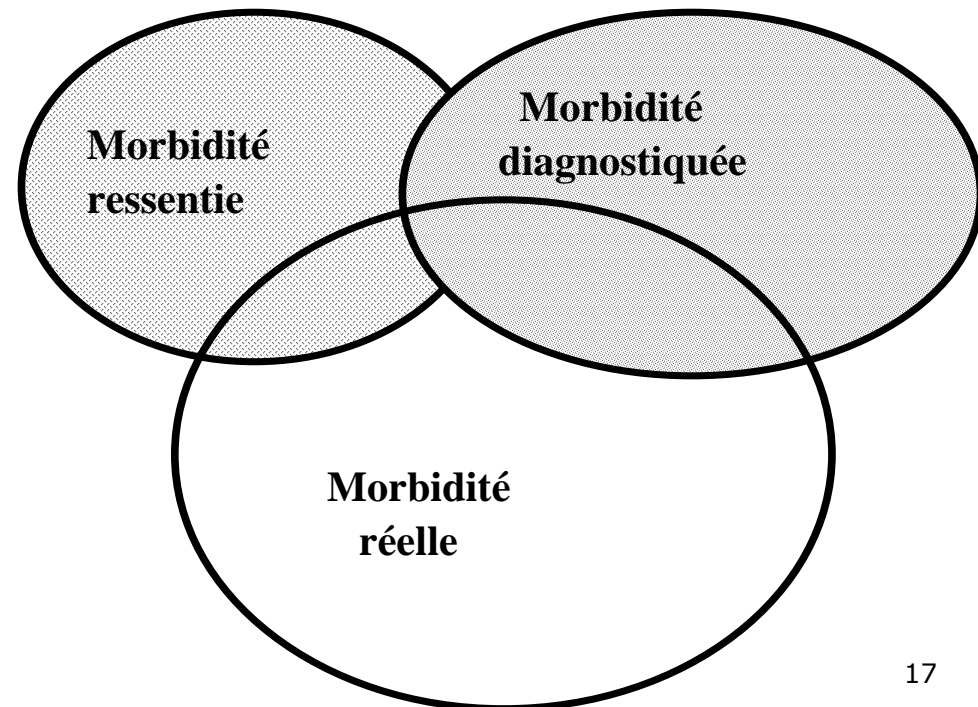 Morbidité
ressentie
Morbidité
diagnostiquée
Morbidité
réelle
17